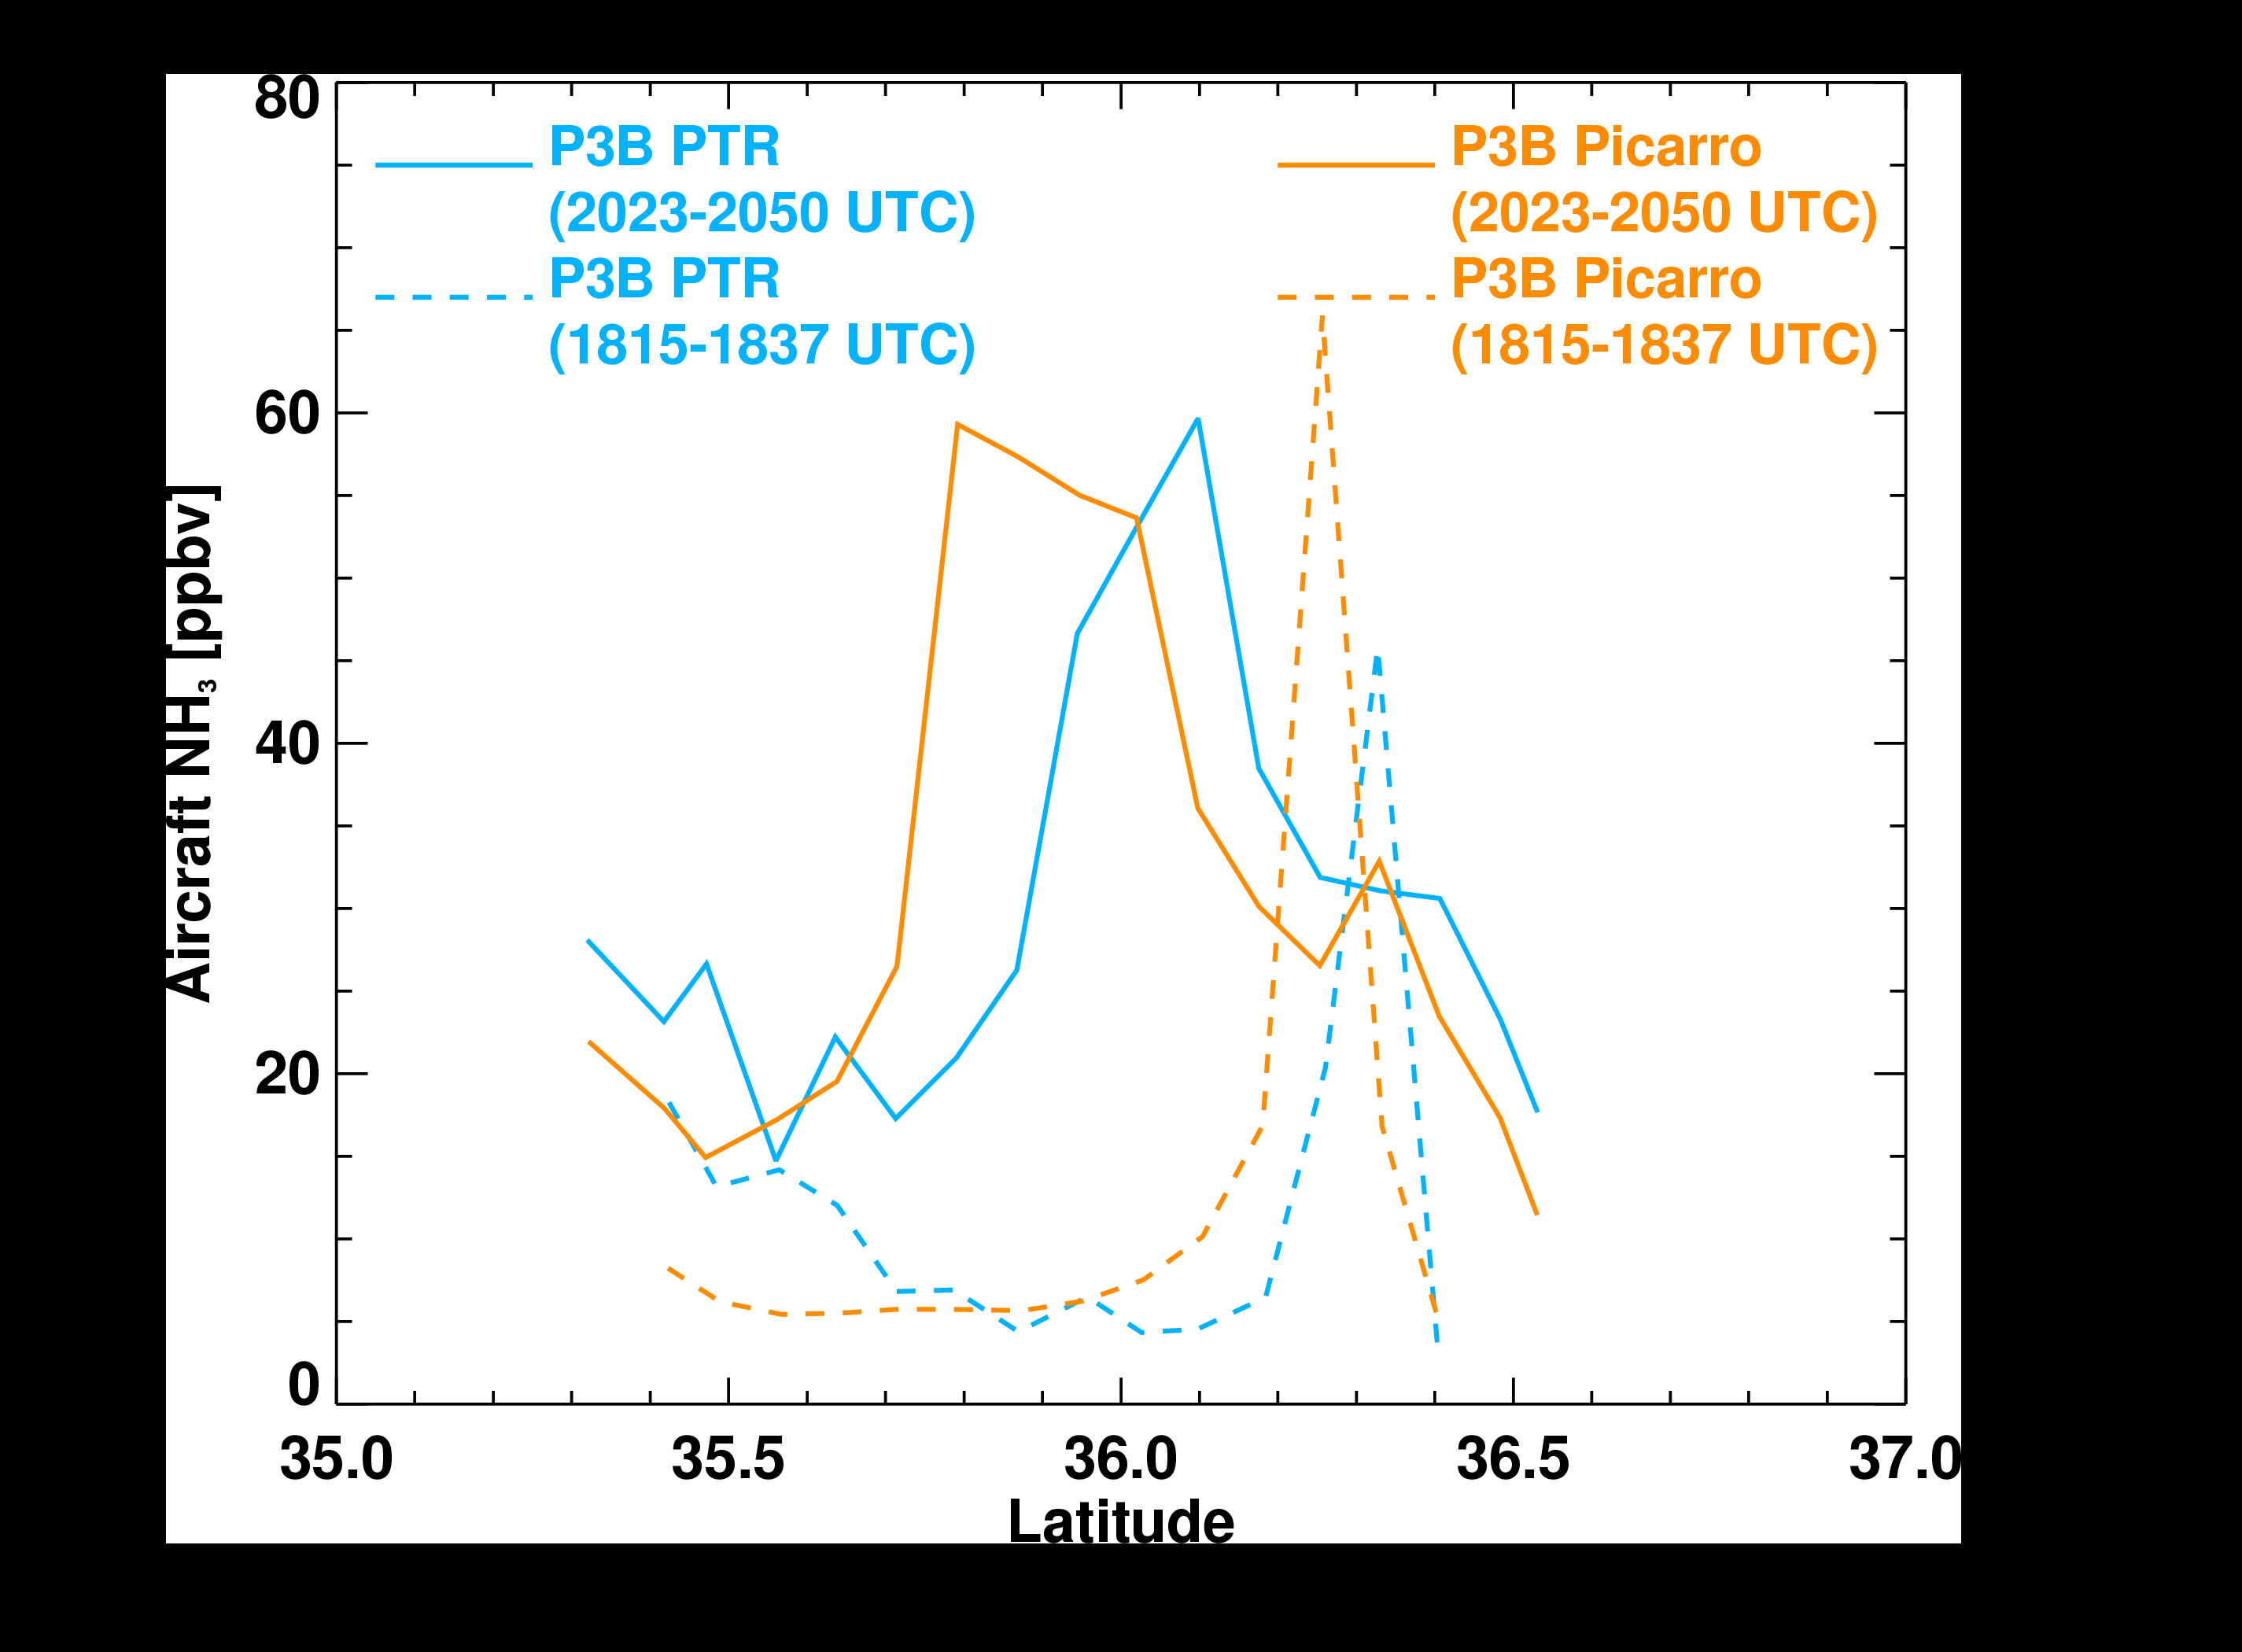 80
P3B PTR
(2023-2050 UTC)
P3B PTR
(1815-1837 UTC)
P3B Picarro
(2023-2050 UTC)
P3B Picarro
(1815-1837 UTC)
60
40
20
0
Aircraft NH₃ [ppbv]
35.0 35.5 36.0 36.5 37.0
Latitude